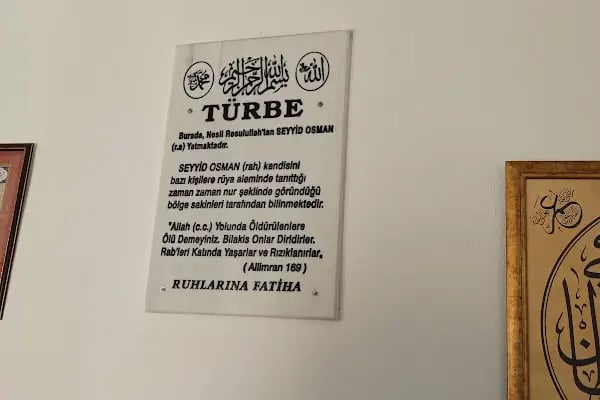 محمد بسم الله الرحمن الرحيم الله
TÜRBE
Burada, Nesli Resulullah'tan SEYYİD OSMAN
(r.a) Yatmaktadır.
SEYYİD OSMAN (rah) kendisini
bazı kişilere rüya aleminde tanıttığı
zaman zaman nur şeklinde göründüğü
bölge sakinleri tarafından bilinmektedir.
"Allah (c.c.) Yolunda Öldürülenlere
Ölü Demeyiniz. Bilakis Onlar Diridirler.
Rab'leri Katında Yaşarlar ve Rızıklanırlar,
( Aliimran 169 )
RUHLARINA FATİHA